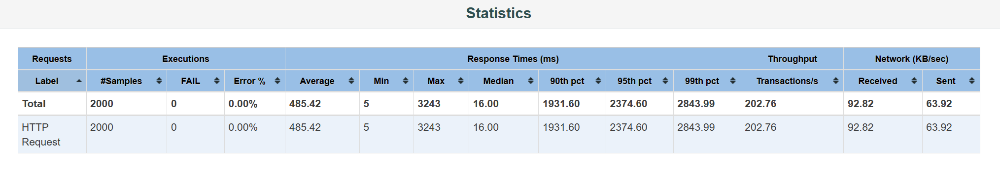 Statistics
Requests Executions Response Times (ms) Throughput Network (KB/sec)
Label #Samples FAIL Error % Average Min Max Median 90th pct 95th pct 99th pct Transactions/s Received Sent
Total 2000 0 0.00% 485.42 5 3243 16.00 1931.60 2374.60 2843.99 202.76 92.82 63.92
HTTP Request 2000 0 0.00% 485.42 5 3243 16.00 1931.60 2374.60 2843.99 202.76 92.82 63.92